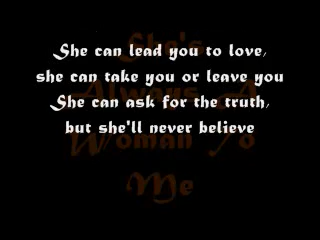 She can lead you to love,
she can take you or leave you
She can ask for the truth,
but she'll never believe
She's
Always A
Woman To
Me